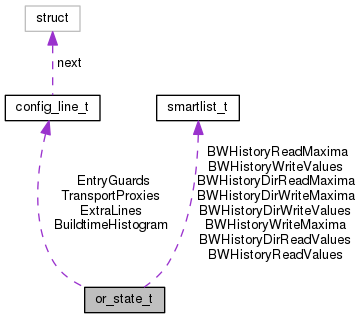 struct
next
config_line_t
smartlist_t
EntryGuards
TransportProxies
ExtraLines
BuildtimeHistogram
BWHistoryReadMaxima
BWHistoryWriteValues
BWHistoryDirReadMaxima
BWHistoryDirWriteMaxima
BWHistoryDirWriteValues
BWHistoryWriteMaxima
BWHistoryDirReadValues
BWHistoryReadValues
or_state_t